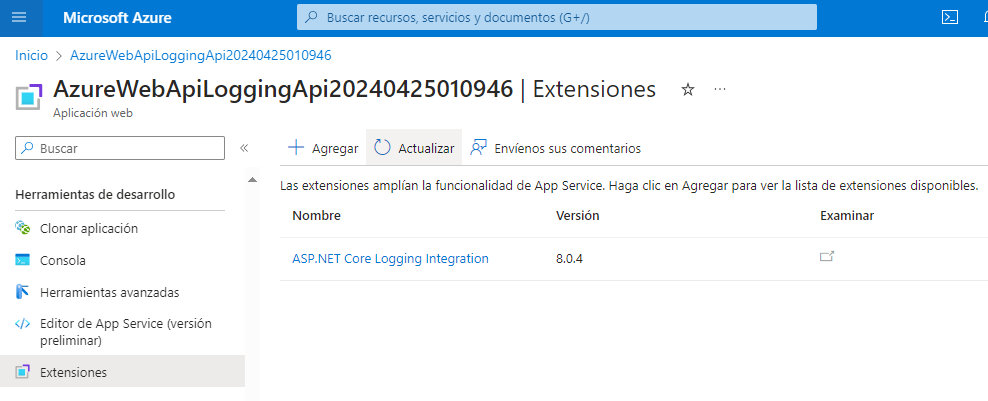 Microsoft Azure
Buscar recursos, servicios y documentos (G+/)
Inicio > AzureWebApiLoggingApi20240425010946
AzureWebApiLoggingApi20240425010946 | Extensiones
Aplicación web
Buscar
Agregar
Actualizar
Envíenos sus comentarios
Las extensiones amplían la funcionalidad de App Service. Haga clic en Agregar para ver la lista de extensiones disponibles.
Nombre Versión Examinar
ASP.NET Core Logging Integration 8.0.4
Herramientas de desarrollo
Clonar aplicación
Consola
Herramientas avanzadas
Editor de App Service (versión
preliminar)
Extensiones